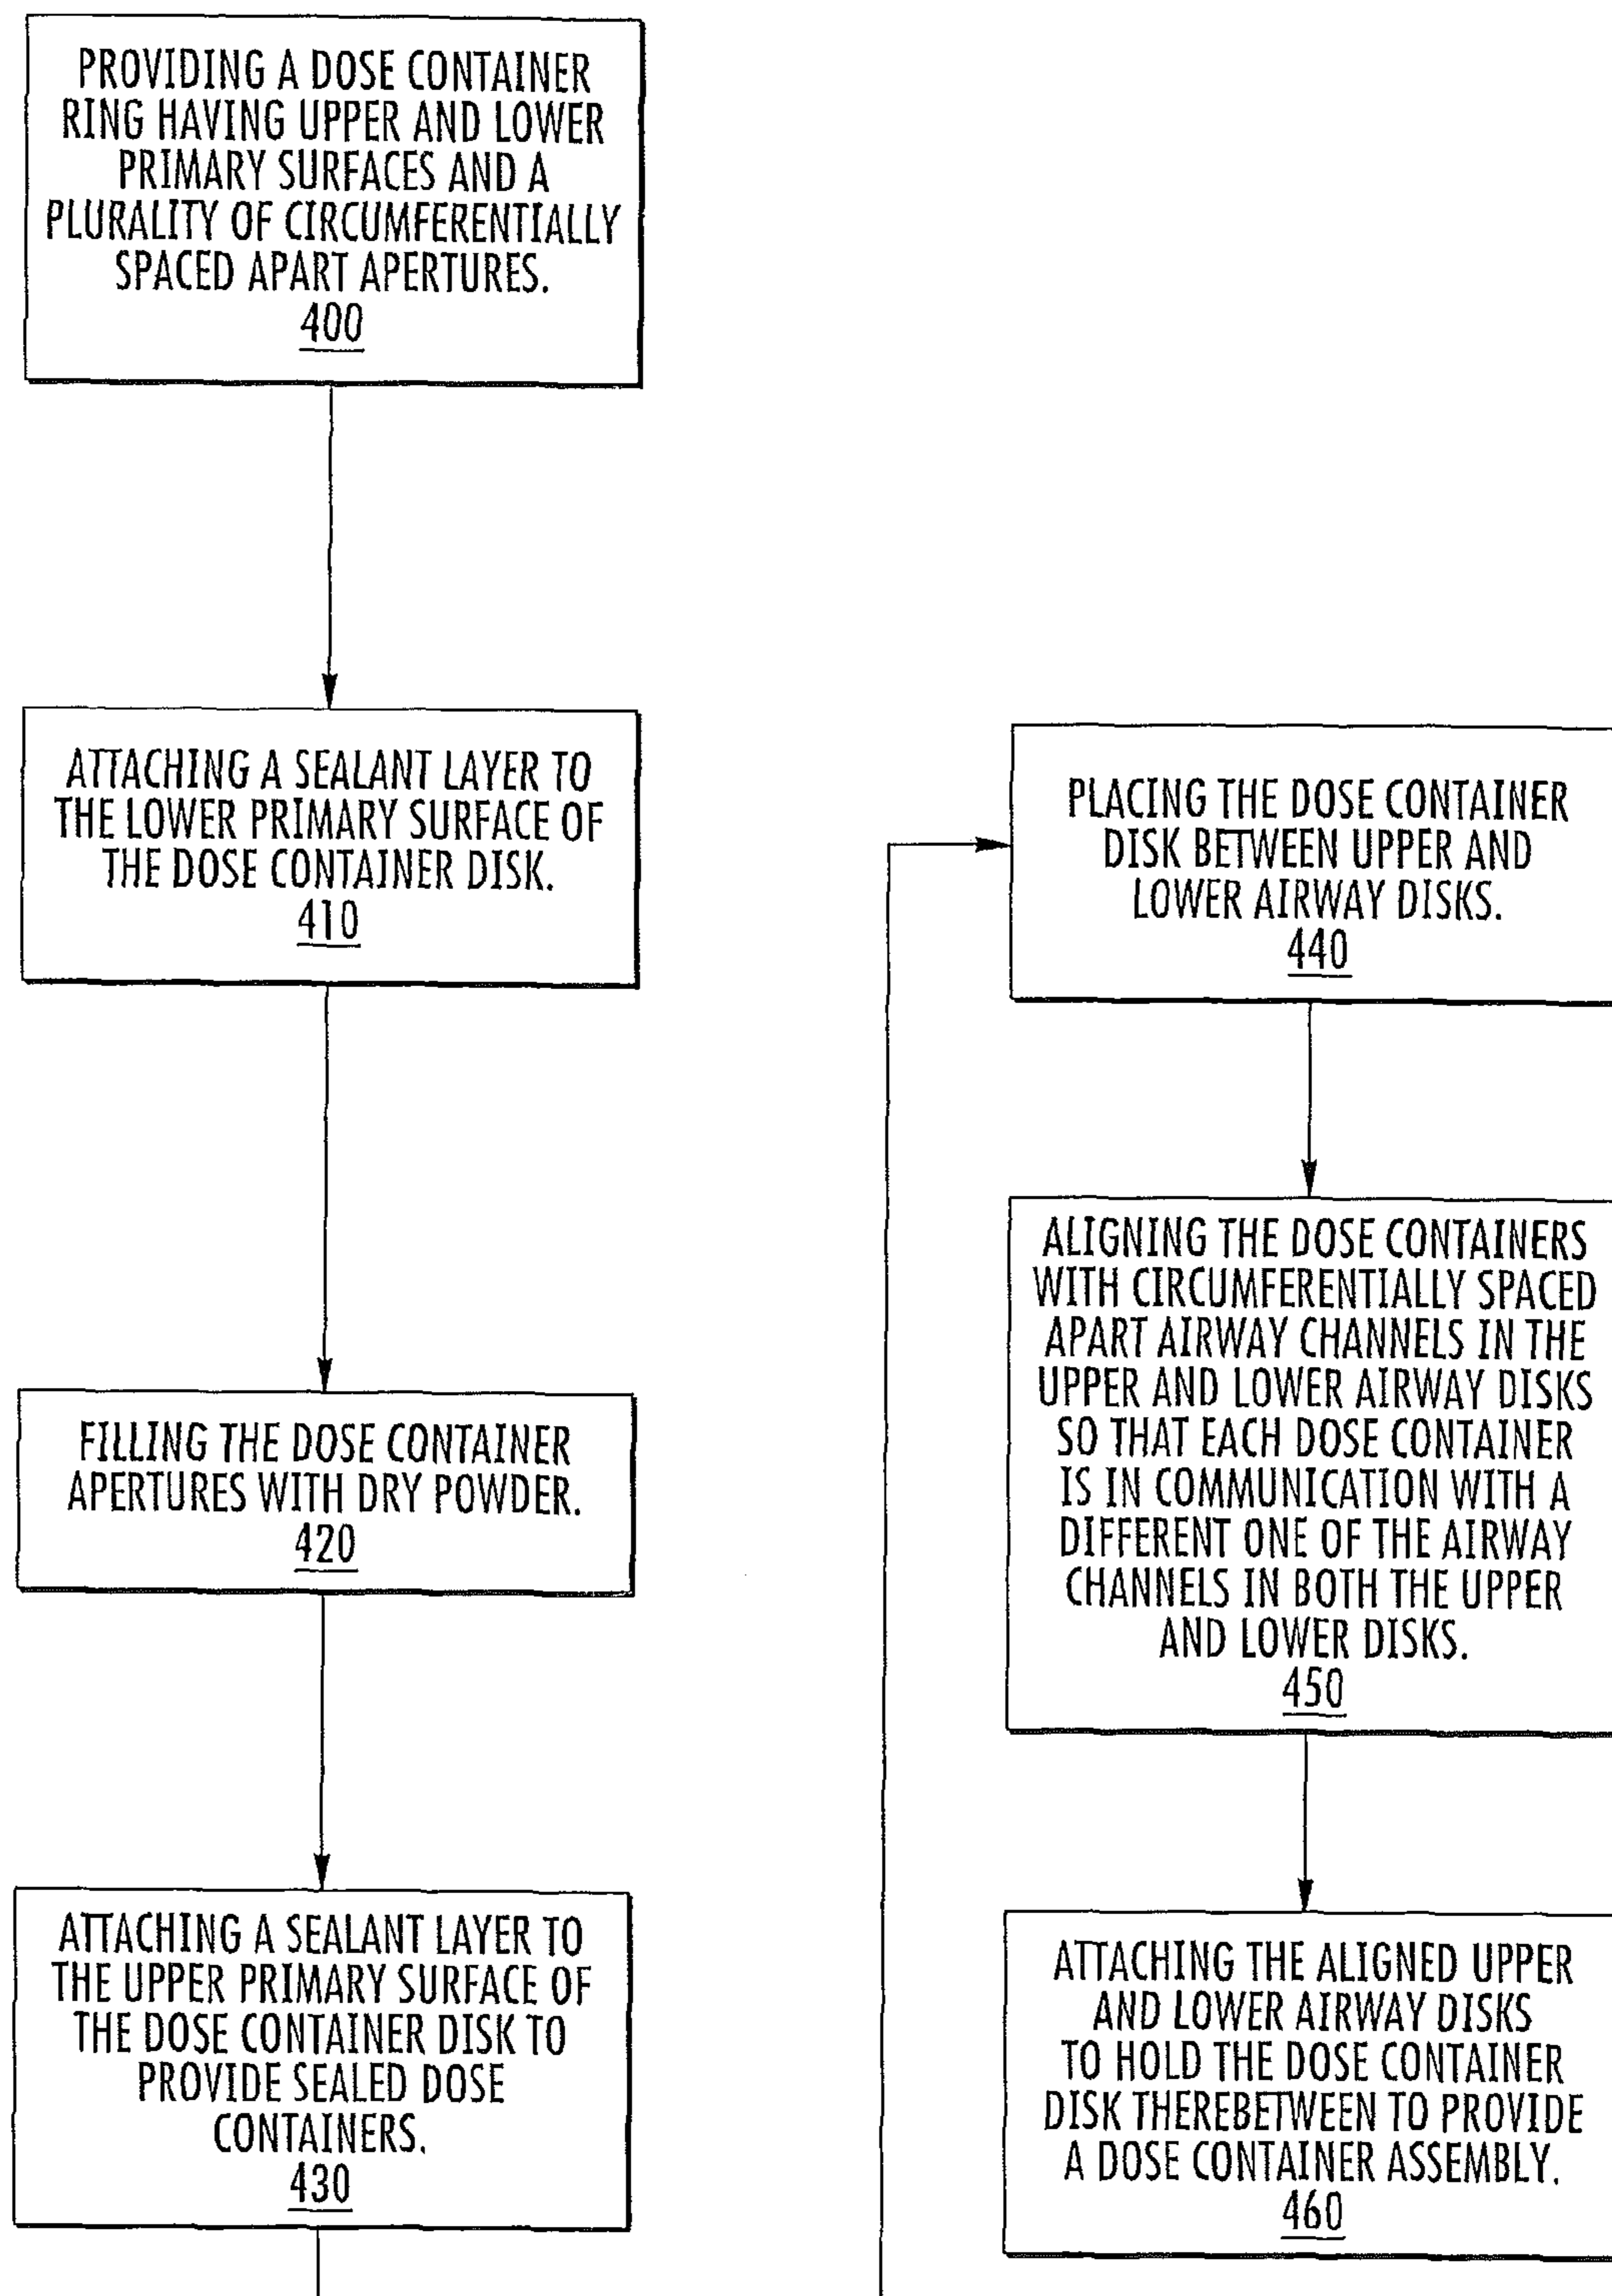 PROVIDING A DOSE CONTAINER
RING HAVING UPPER AND LOWER
PRIMARY SURFACES AND A
PLURALITY OF CIRCUMFERENTIALLY
SPACED APART APERTURES.
400
ATTACHING A SEALANT LAYER TO
THE LOWER PRIMARY SURFACE OF
THE DOSE CONTAINER DISK.
410
FILLING THE DOSE CONTAINER
APERTURES WITH DRY POWDER.
420
ATTACHING A SEALANT LAYER TO
THE UPPER PRIMARY SURFACE OF
THE DOSE CONTAINER DISK TO
PROVIDE SEALED DOSE
CONTAINERS.
430
PLACING THE DOSE CONTAINER
DISK BETWEEN UPPER AND
LOWER AIRWAY DISKS.
440
ALIGNING THE DOSE CONTAINERS
WITH CIRCUMFERENTIALLY SPACED
APART AIRWAY CHANNELS IN THE
UPPER AND LOWER AIRWAY DISKS
SO THAT EACH DOSE CONTAINER
IS IN COMMUNICATION WITH A
DIFFERENT ONE OF THE AIRWAY
CHANNELS IN BOTH THE UPPER
AND LOWER DISKS.
450
ATTACHING THE ALIGNED UPPER
AND LOWER AIRWAY DISKS
TO HOLD THE DOSE CONTAINER
DISK THEREBETWEEN TO PROVIDE
A DOSE CONTAINER ASSEMBLY.
460